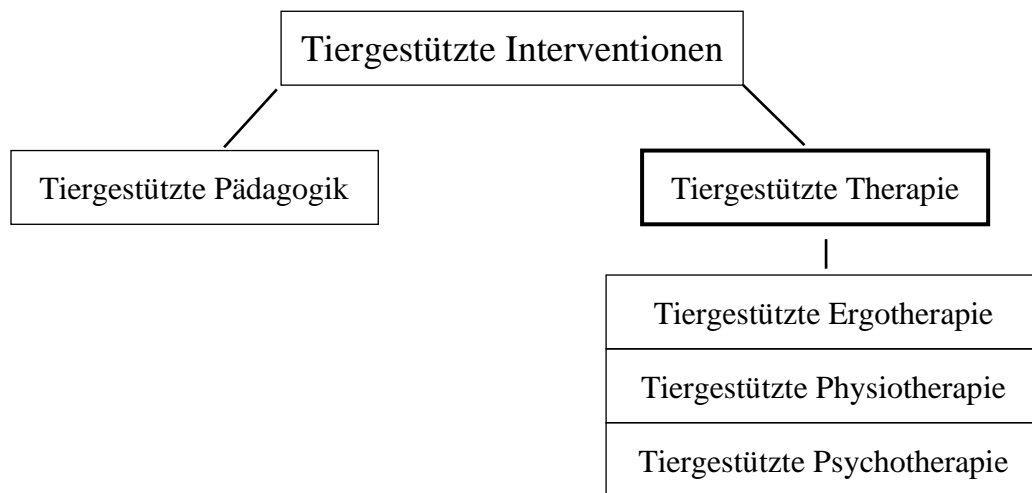 Tiergestützte Interventionen
Tiergestützte Pädagogik
Tiergestützte Therapie
Tiergestützte Ergotherapie
Tiergestützte Physiotherapie
Tiergestützte Psychotherapie